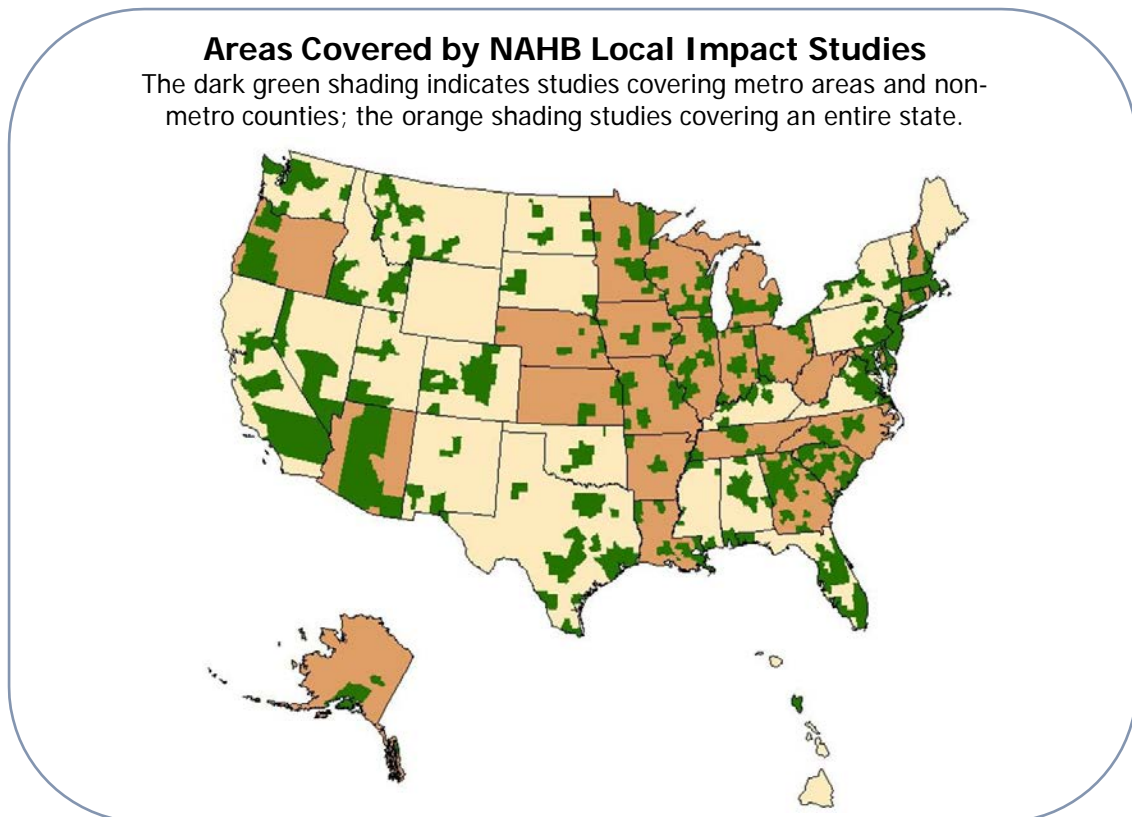 Areas Covered by NAHB Local Impact Studies
The dark green shading indicates studies covering metro areas and non-
metro counties; the orange shading studies covering an entire state.